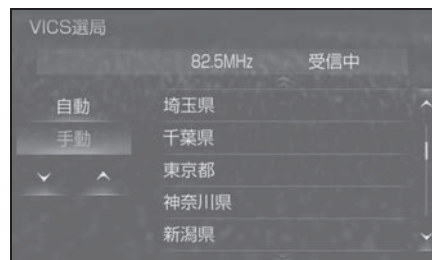 VICS選局
82.5MHz 受信中
自動
手動
埼玉県
千葉県
東京都
神奈川県
新潟県